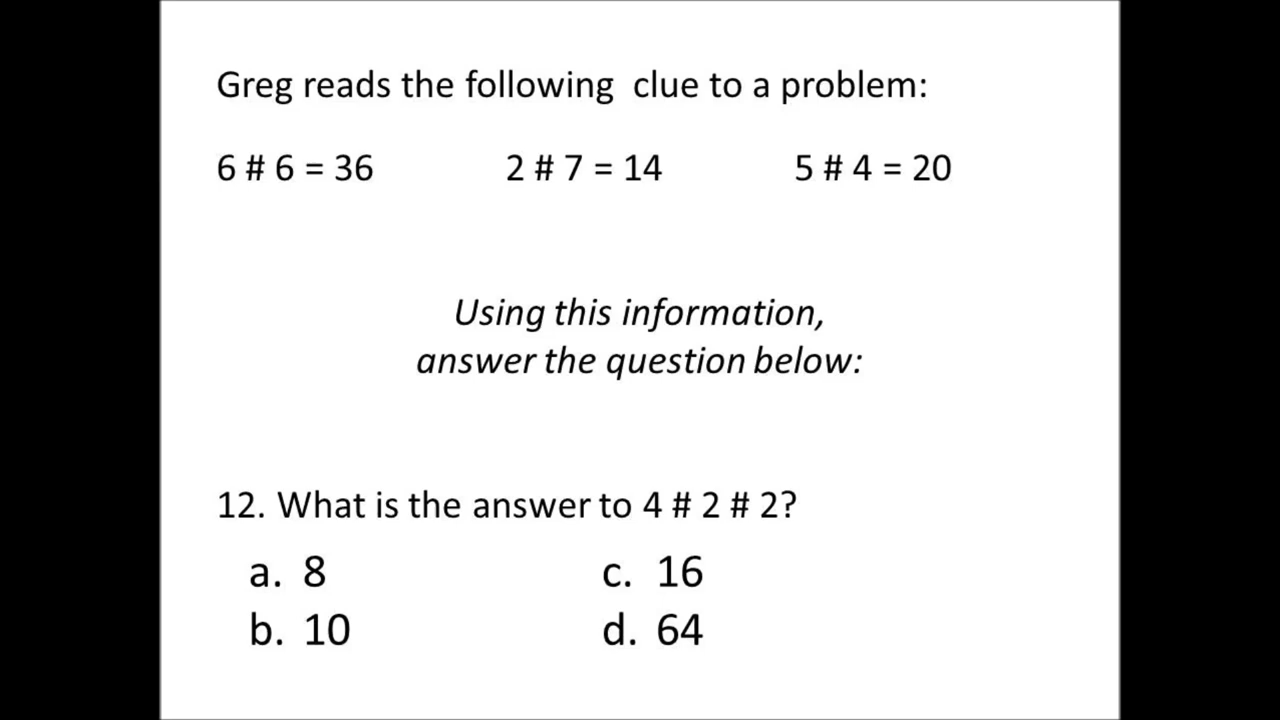 Greg reads the following  clue to a problem:
6 # 6 = 36 2 # 7 = 14 5 # 4 = 20
Using this information,
answer the question below:
12. What is the answer to 4 # 2 # 2?
a. 8 c. 16
b. 10 d. 64